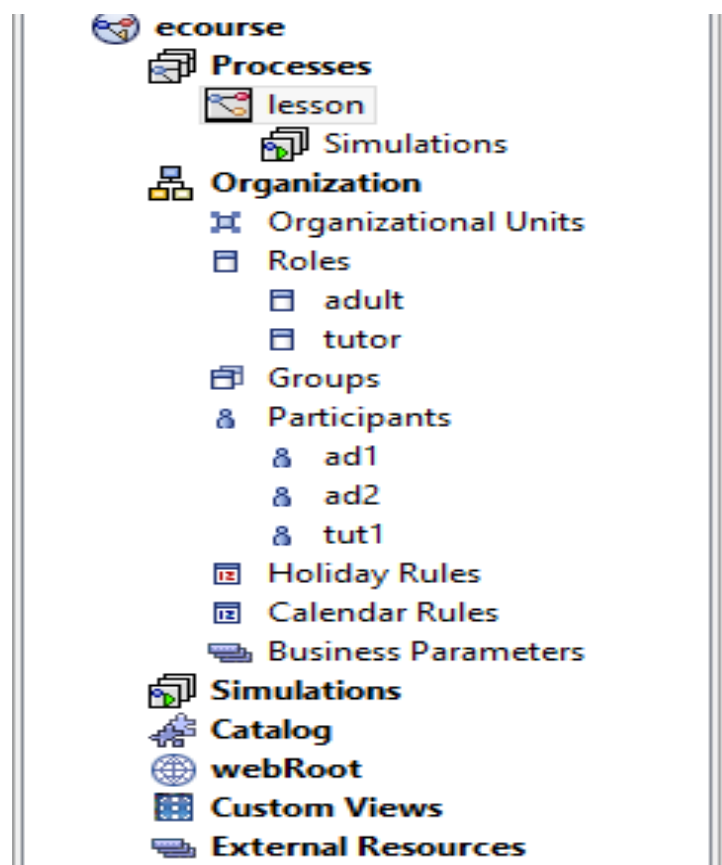 ecourse
Processes
lesson
Simulations
Organization
Organizational Units
Roles
adult
tutor
Groups
Participants
ad1
ad2
tut1
Holiday Rules
Calendar Rules
Business Parameters
Simulations
Catalog
webRoot
Custom Views
External Resources